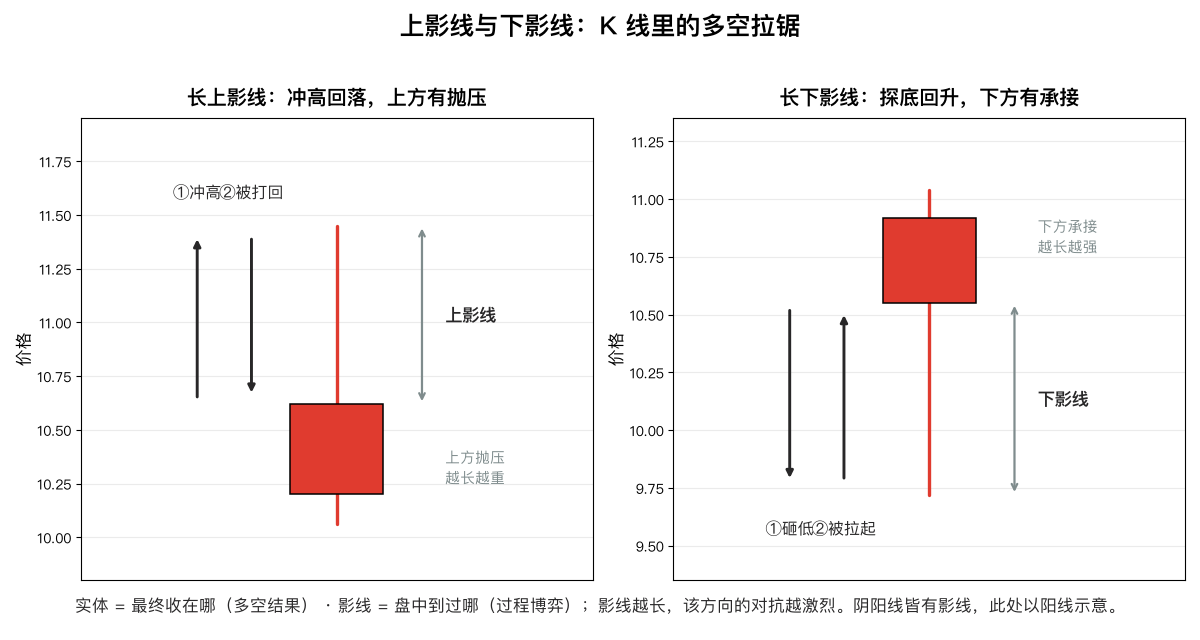 上影线与下影线：K 线里的多空拉锯
长上影线：冲高回落，上方有抛压
价格
11.75
11.50
11.25
11.00
10.75
10.50
10.25
10.00
①冲高②被打回
上影线
上方抛压
越长越重
长下影线：探底回升，下方有承接
价格
11.25
11.00
10.75
10.50
10.25
10.00
9.75
9.50
下方承接
越长越强
下影线
①砸低②被拉起
实体 = 最终收在哪（多空结果） · 影线 = 盘中到过哪（过程博弈）；影线越长，该方向的对抗越激烈。阴阳线皆有影线，此处以阳线示意。